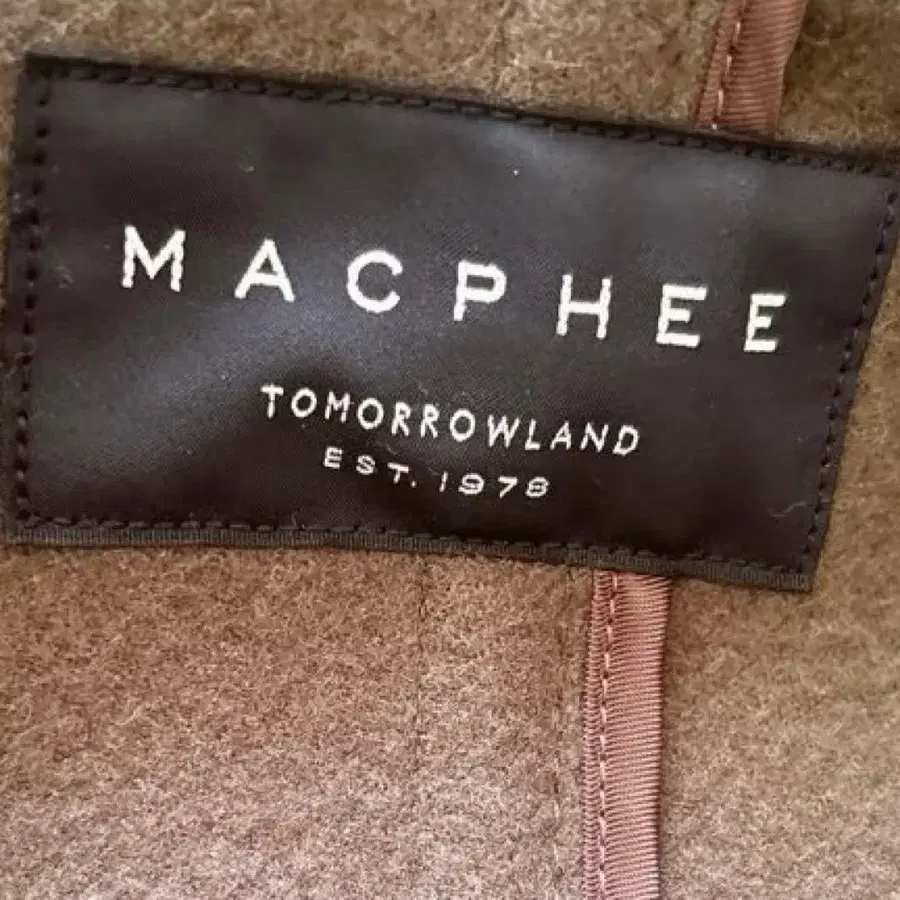 MACPHEE
TOMORROWLAND
EST. 1978